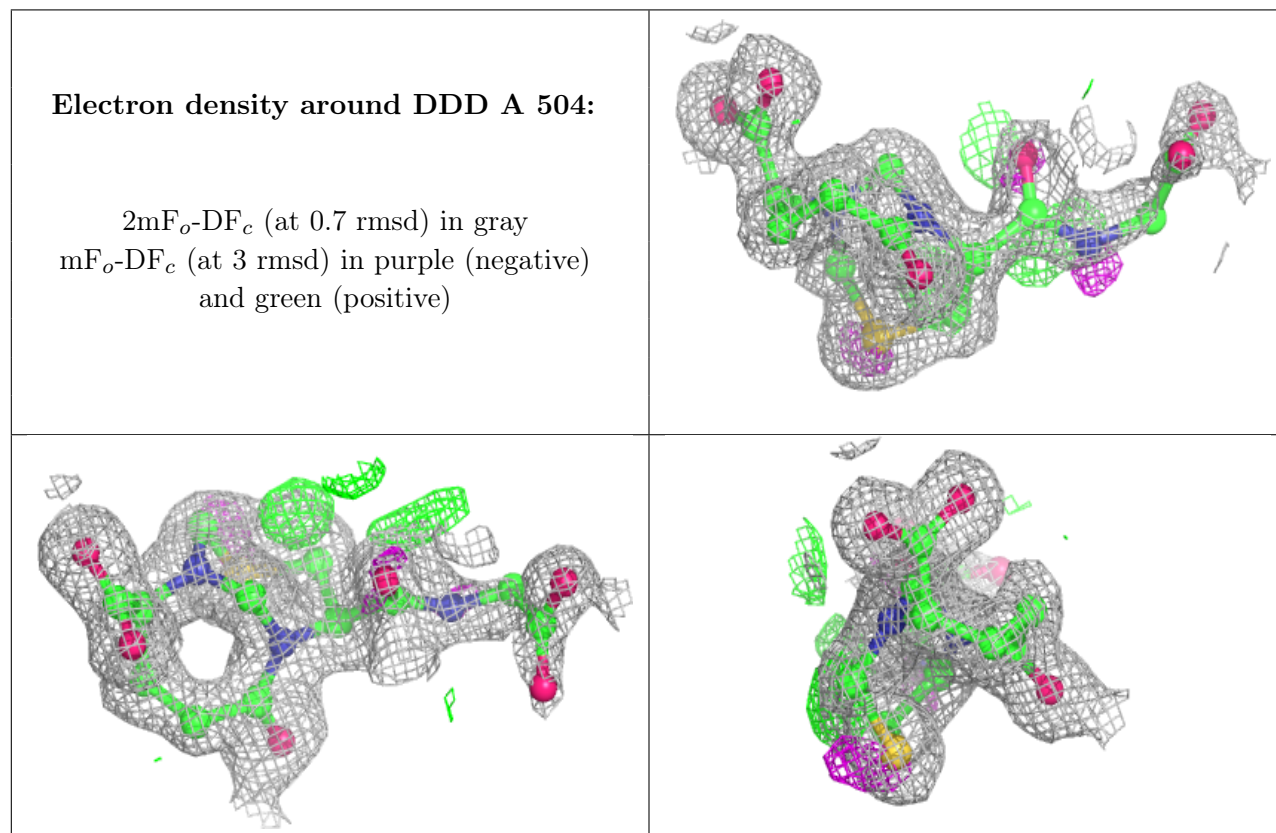 Electron density around DDD A 504:
2mFo-DFc (at 0.7 rmsd) in gray
mFo-DFc (at 3 rmsd) in purple (negative)
and green (positive)